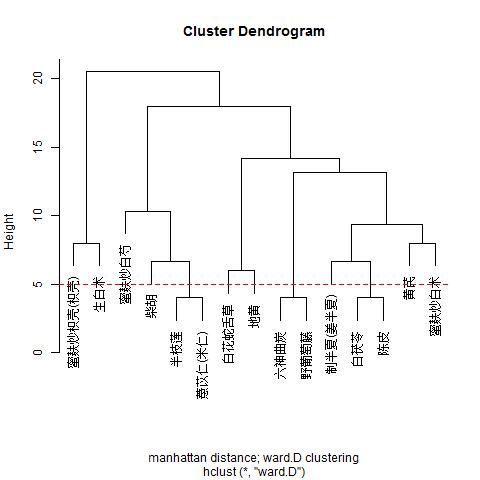 Cluster Dendrogram
Height
20
15
10
5
0
蜜麸炒枳壳(枳壳)
生白术
蜜麸炒白芍
柴胡
半枝莲
薏苡仁(米仁)
白花蛇舌草
地黄
六神曲炭
野葡萄藤
制半夏(姜半夏)
白茯苓
陈皮
黄芪
蜜麸炒白术
manhattan distance; ward.D clustering
hclust (*, "ward.D")